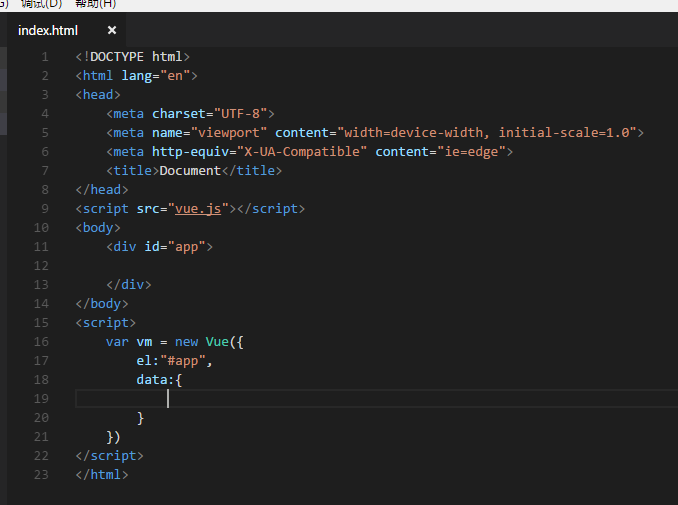 调试(D) 帮助(H)
index.html ×
1 <!DOCTYPE html>
2 <html lang="en">
3 <head>
4     <meta charset="UTF-8">
5     <meta name="viewport" content="width=device-width, initial-scale=1.0">
6     <meta http-equiv="X-UA-Compatible" content="ie=edge">
7     <title>Document</title>
8 </head>
9 <script src="vue.js"></script>
10 <body>
11     <div id="app">
12
13     </div>
14 </body>
15 <script>
16     var vm = new Vue({
17         el:"#app",
18         data:{
19
20         }
21     })
22 </script>
23 </html>